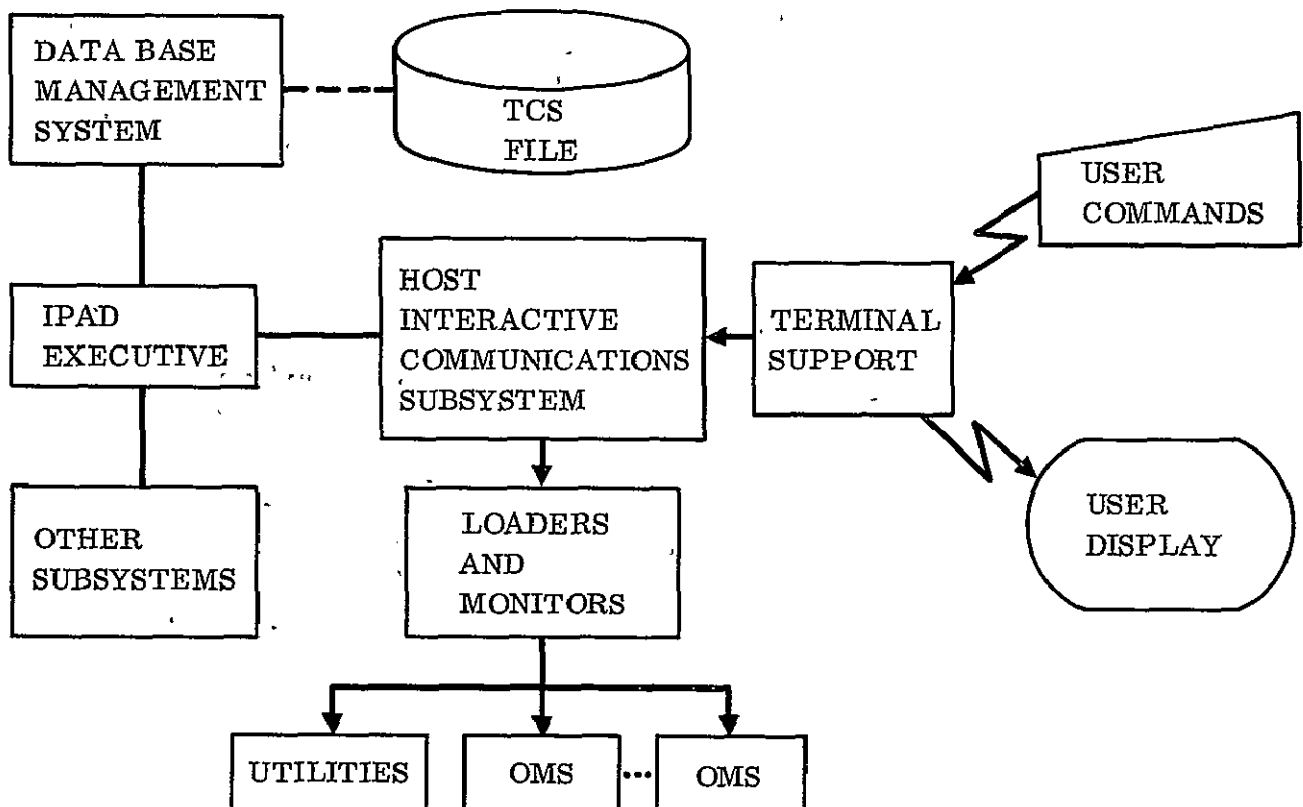 DATA BASE
MANAGEMENT
SYSTEM
TCS
FILE
USER
COMMANDS
IPAD
EXECUTIVE
HOST
INTERACTIVE
COMMUNICATIONS
SUBSYSTEM
TERMINAL
SUPPORT
OTHER
SUBSYSTEMS
LOADERS
AND
MONITORS
USER
DISPLAY
UTILITIES
OMS
...
OMS